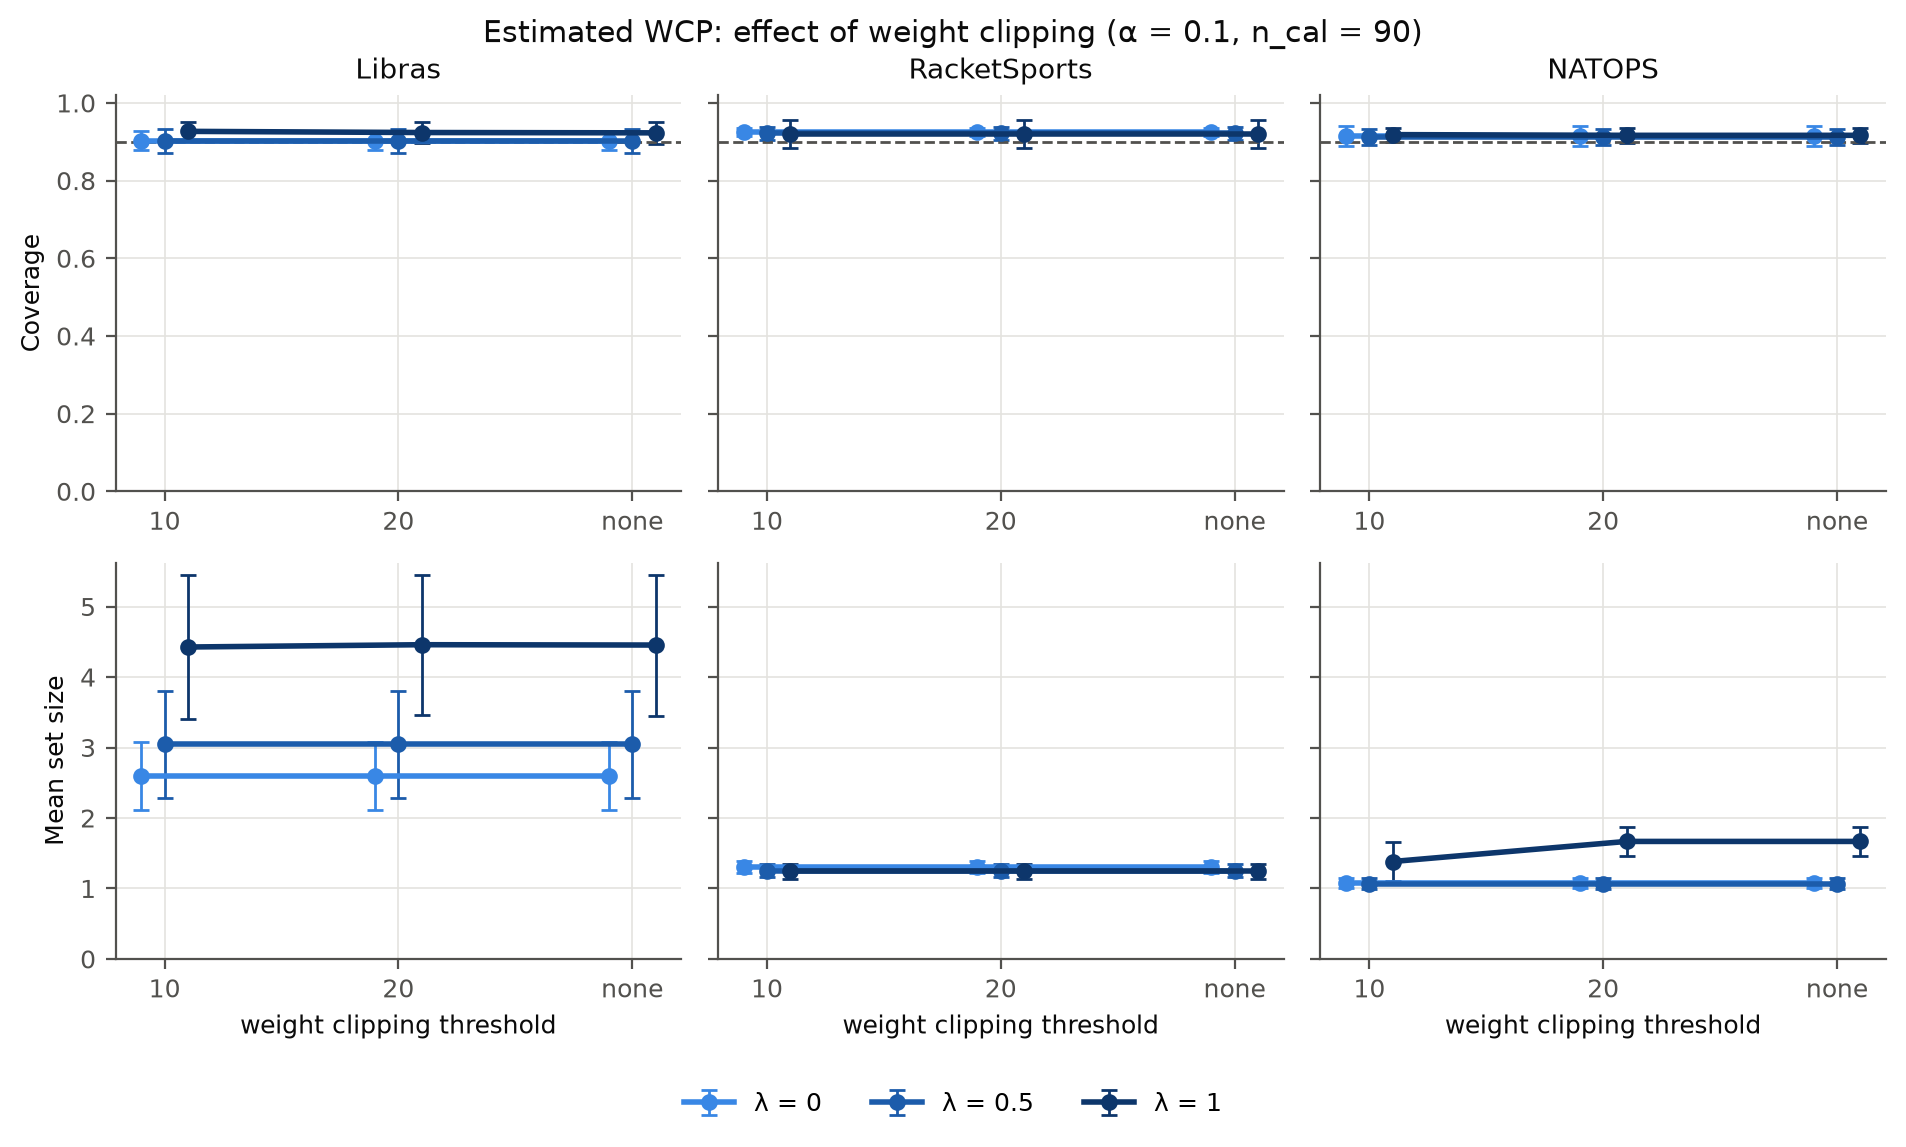 Estimated WCP: effect of weight clipping (α = 0.1, n_cal = 90)
Libras
RacketSports
NATOPS
Coverage
1.0
0.8
0.6
0.4
0.2
0.0
10 20 none
10 20 none
10 20 none
Mean set size
5
4
3
2
1
0
10 20 none
10 20 none
10 20 none
weight clipping threshold
weight clipping threshold
weight clipping threshold
λ = 0
λ = 0.5
λ = 1